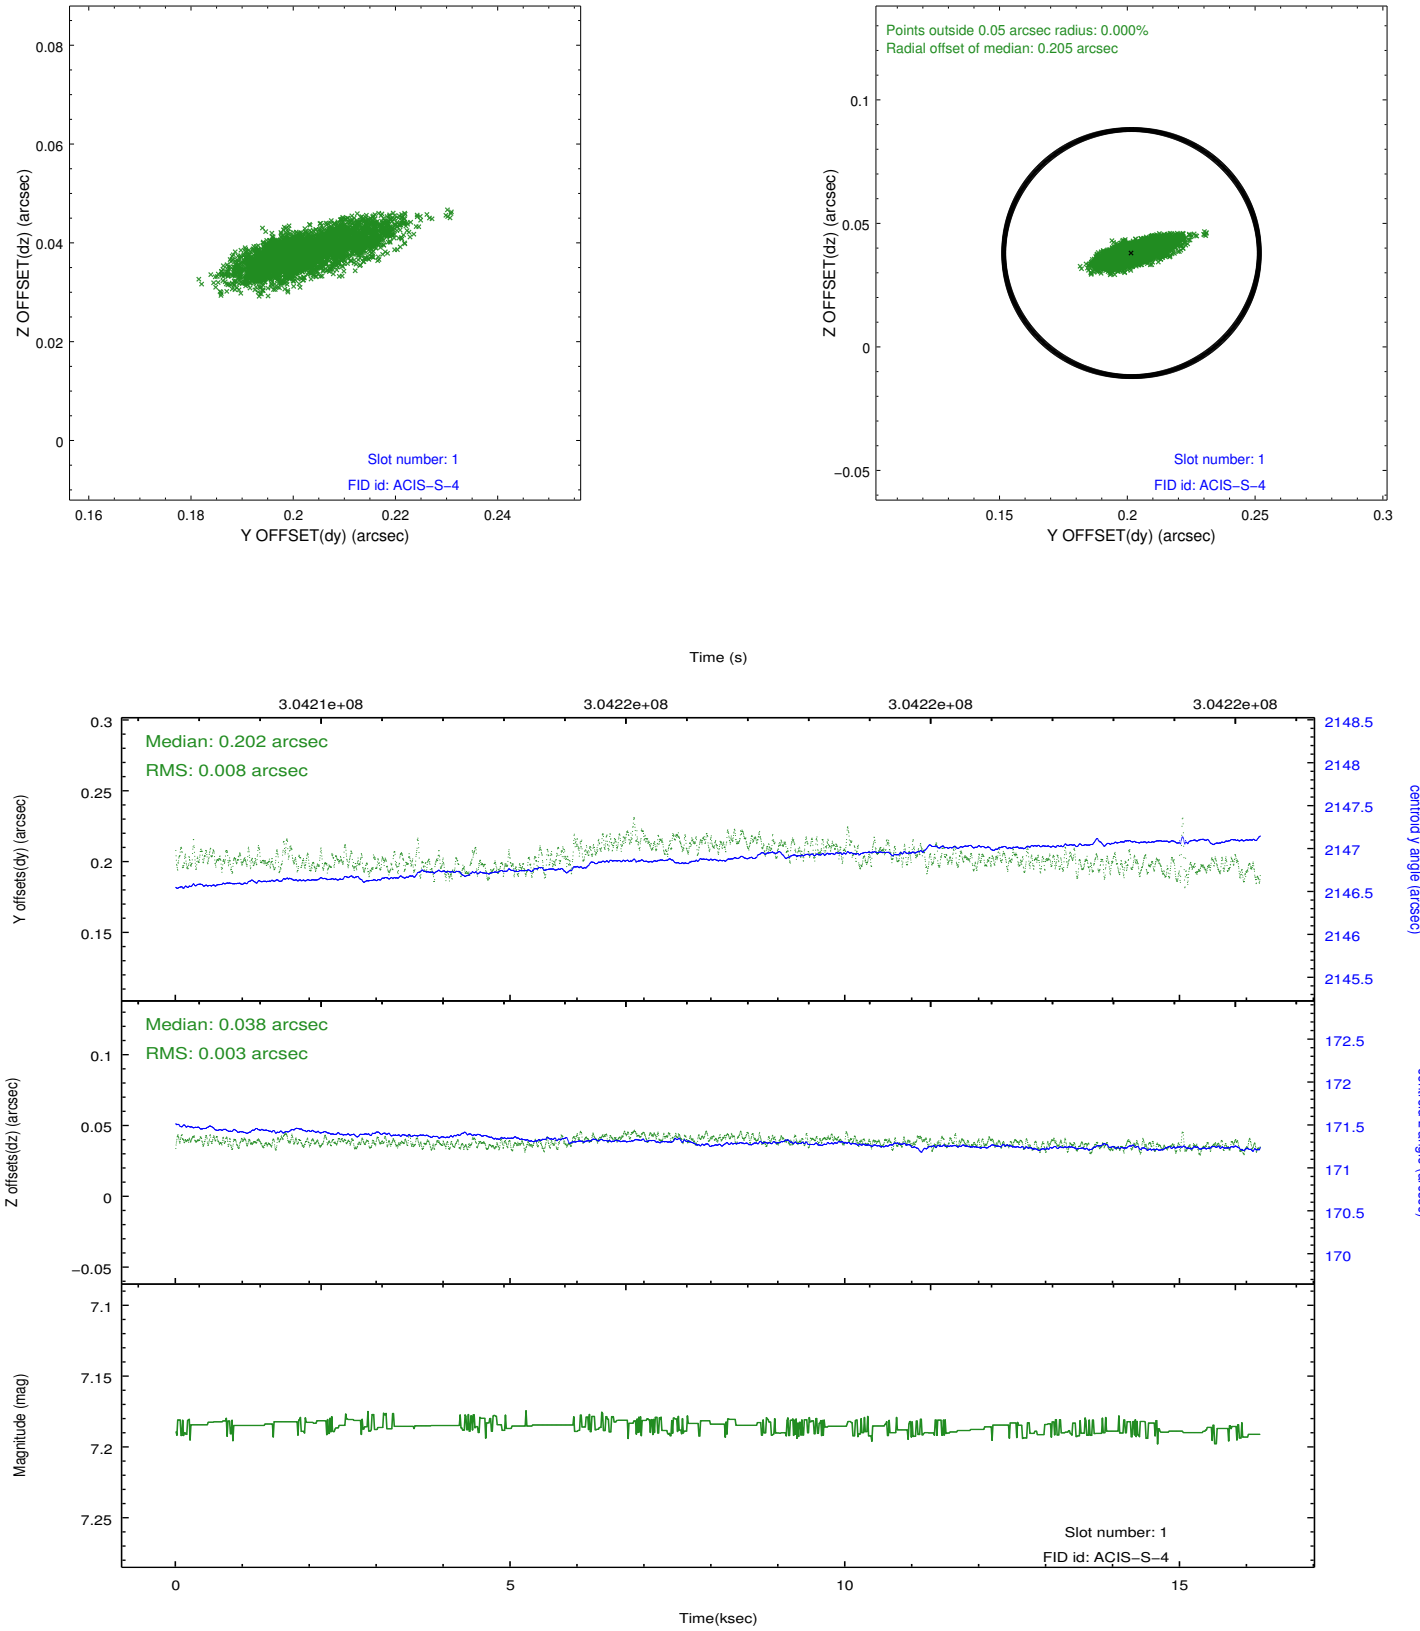 0.08
0.06
0.04
0.02
0
Z OFFSET(dz) (arcsec)
Slot number: 1
FID id: ACIS−S−4
0.16 0.18 0.2 0.22 0.24
Y OFFSET(dy) (arcsec)
Points outside 0.05 arcsec radius: 0.000%
Radial offset of median: 0.205 arcsec
0.1
0.05
0
−0.05
Z OFFSET(dz) (arcsec)
Slot number: 1
FID id: ACIS−S−4
0.15 0.2 0.25 0.3
Y OFFSET(dy) (arcsec)
Time (s)
3.0421e+08 3.0422e+08 3.0422e+08 3.0422e+08
Median: 0.202 arcsec
RMS: 0.008 arcsec
0.3
0.25
0.2
0.15
Y offsets(dy) (arcsec)
2148.5
2148
2147.5
2147
2146.5
2146
2145.5
centroid y angle (arcsec)
Median: 0.038 arcsec
RMS: 0.003 arcsec
0.1
0.05
0
−0.05
Z offsets(dz) (arcsec)
172.5
172
171.5
171
170.5
170
7.1
7.15
7.2
7.25
Magnitude (mag)
Slot number: 1
FID id: ACIS−S−4
0 5 10 15
Time(ksec)